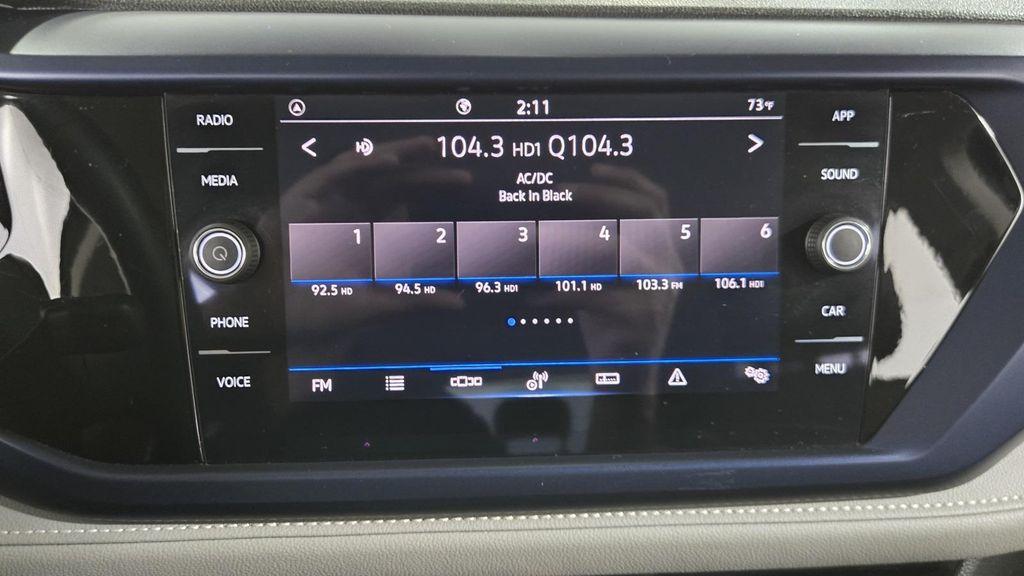 RADIO
MEDIA
PHONE
VOICE
2:11
73°F
104.3 HD1 Q104.3
AC/DC
Back In Black
1 2 3 4 5 6
92.5 HD 94.5 HD 96.3 HD1 101.1 HD 103.3 FM 106.1 HD1
FM
APP
SOUND
CAR
MENU